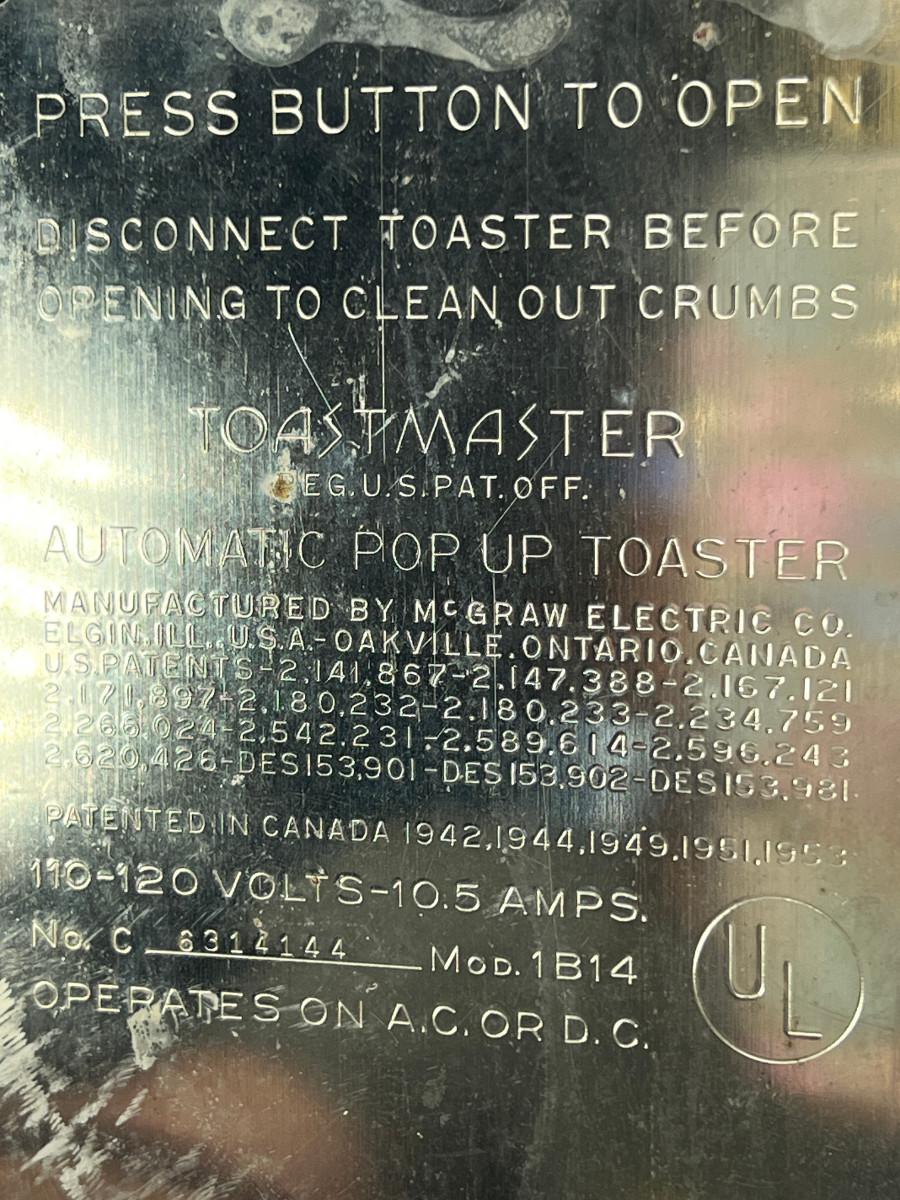 PRESS BUTTON TO OPEN
DISCONNECT TOASTER BEFORE
OPENING TO CLEAN OUT CRUMBS
TOASTMASTER
REG.U.S.PAT.OFF.
AUTOMATIC POP UP TOASTER
MANUFACTURED BY McGRAW ELECTRIC CO.
ELGIN.ILL..U.S.A.-OAKVILLE.ONTARIO.CANADA
U.S.PATENTS-2.141,867-2.147.388-2.167.121
2.171,897-2.180.232-2.180.233-2.234.759
2.266.024-2.542.231.-2.589.614-2.596.243
2.620,426-DES153,901-DES153,902-DES153.981.
PATENTED IN CANADA 1942,1944,1949,1951,1953
110-120 VOLTS-10.5 AMPS.
No. C 6314144 MOD. 1B14
OPERATES ON A.C. OR D.C.
UL